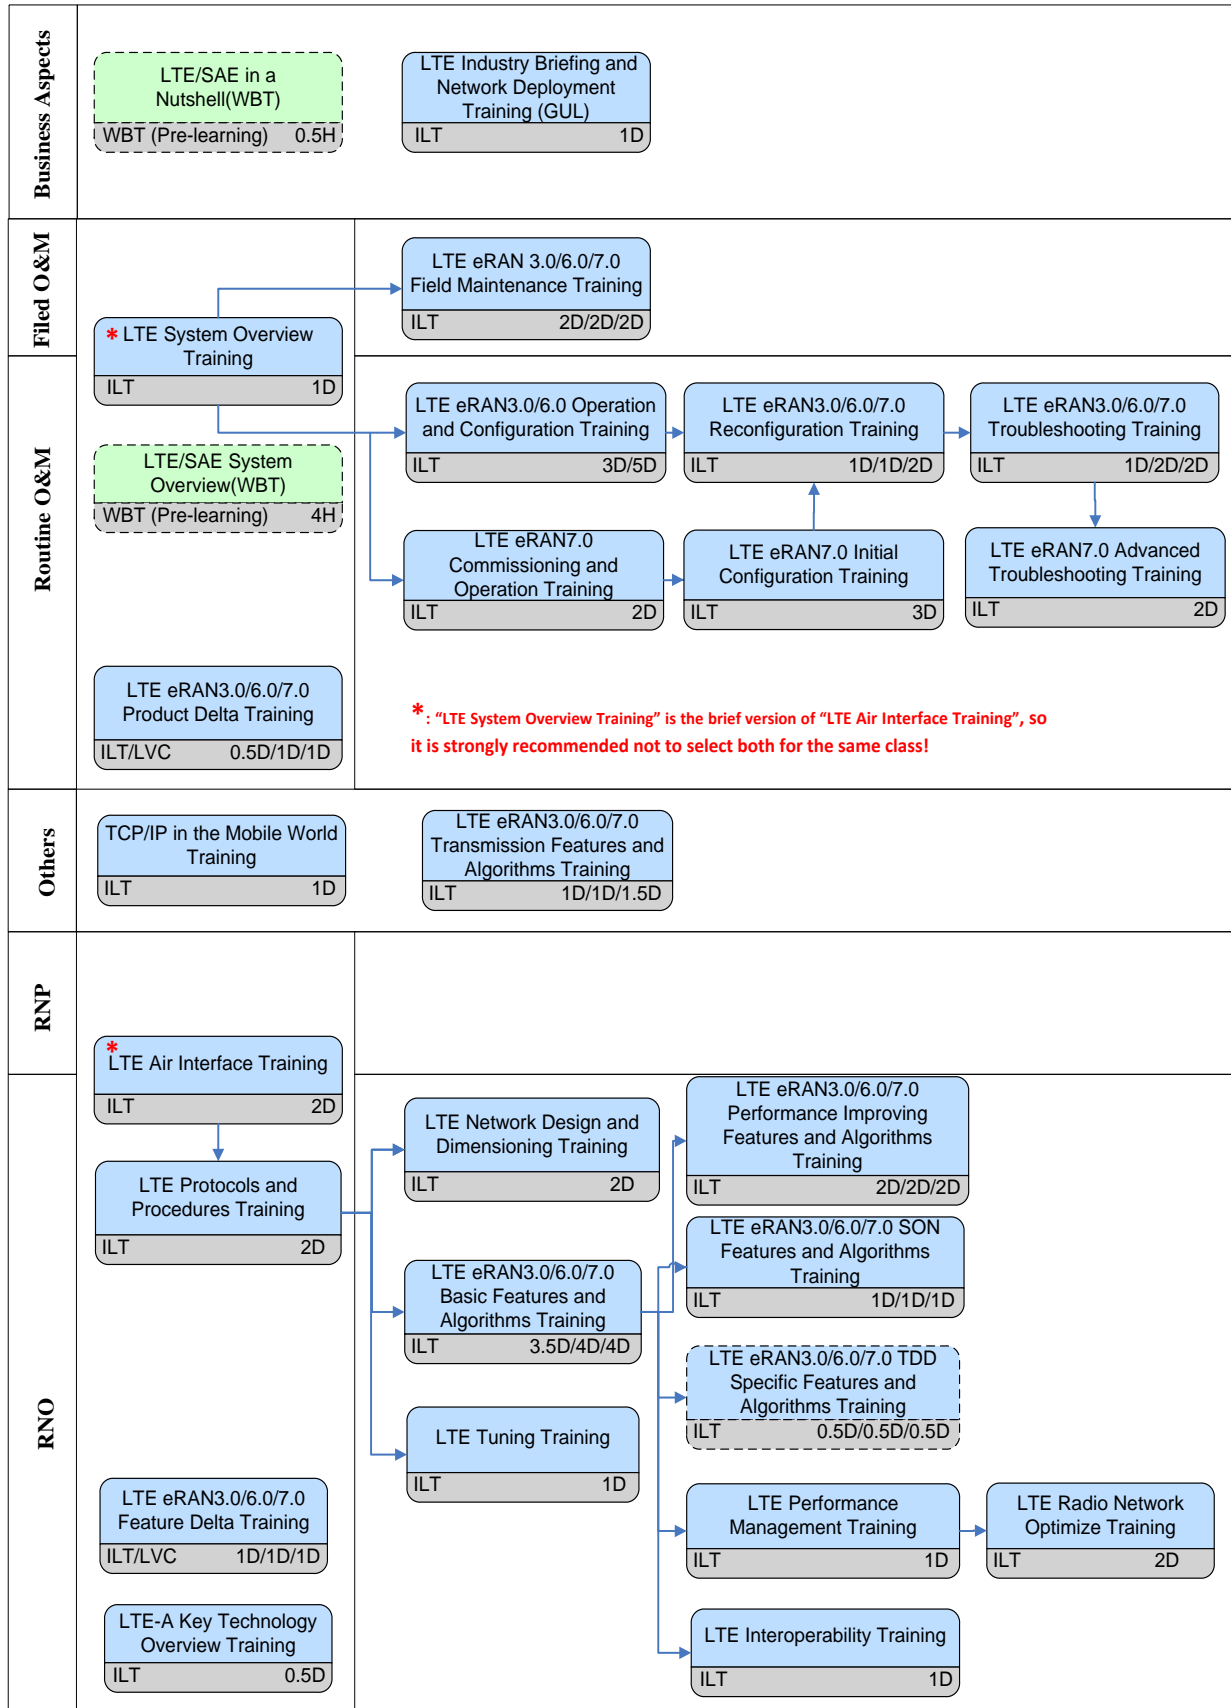 Business Aspects
LTE/SAE in a
Nutshell(WBT)
WBT (Pre-learning) 0.5H
LTE Industry Briefing and
Network Deployment
Training (GUL)
ILT 1D
Filed O&M
LTE eRAN 3.0/6.0/7.0
Field Maintenance Training
ILT 2D/2D/2D
* LTE System Overview
Training
ILT 1D
Routine O&M
LTE eRAN3.0/6.0 Operation
and Configuration Training
ILT 3D/5D
LTE eRAN3.0/6.0/7.0
Reconfiguration Training
ILT 1D/1D/2D
LTE eRAN3.0/6.0/7.0
Troubleshooting Training
ILT 1D/2D/2D
LTE/SAE System
Overview(WBT)
WBT (Pre-learning) 4H
LTE eRAN7.0
Commissioning and
Operation Training
ILT 2D
LTE eRAN7.0 Initial
Configuration Training
ILT 3D
LTE eRAN7.0 Advanced
Troubleshooting Training
ILT 2D
LTE eRAN3.0/6.0/7.0
Product Delta Training
ILT/LVC 0.5D/1D/1D
*: “LTE System Overview Training” is the brief version of “LTE Air Interface Training”, so
it is strongly recommended not to select both for the same class!
Others
TCP/IP in the Mobile World
Training
ILT 1D
LTE eRAN3.0/6.0/7.0
Transmission Features and
Algorithms Training
ILT 1D/1D/1.5D
RNP
*
LTE Air Interface Training
ILT 2D
RNO
LTE Protocols and
Procedures Training
ILT 2D
LTE Network Design and
Dimensioning Training
ILT 2D
LTE eRAN3.0/6.0/7.0
Performance Improving
Features and Algorithms
Training
ILT 2D/2D/2D
LTE eRAN3.0/6.0/7.0 SON
Features and Algorithms
Training
ILT 1D/1D/1D
LTE eRAN3.0/6.0/7.0
Basic Features and
Algorithms Training
ILT 3.5D/4D/4D
LTE eRAN3.0/6.0/7.0 TDD
Specific Features and
Algorithms Training
ILT 0.5D/0.5D/0.5D
LTE Tuning Training
ILT 1D
LTE eRAN3.0/6.0/7.0
Feature Delta Training
ILT/LVC 1D/1D/1D
LTE Performance
Management Training
ILT 1D
LTE Radio Network
Optimize Training
ILT 2D
LTE-A Key Technology
Overview Training
ILT 0.5D
LTE Interoperability Training
ILT 1D